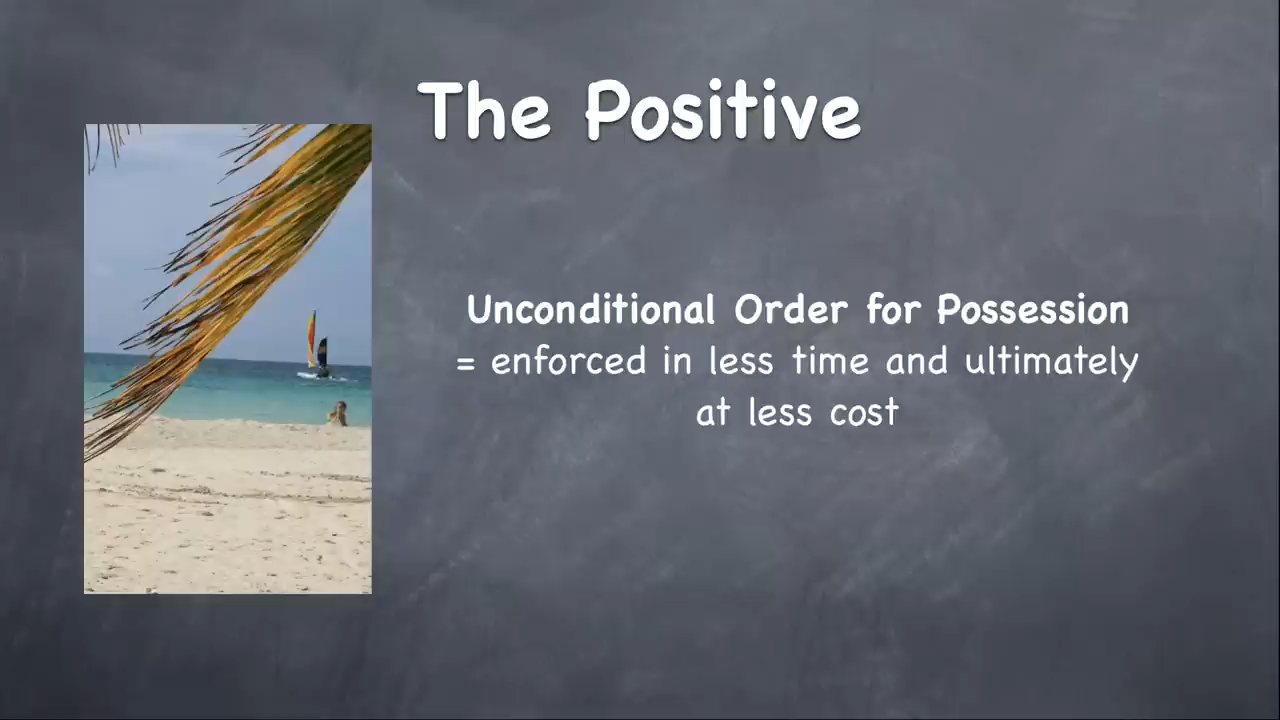 The Positive
Unconditional Order for Possession
= enforced in less time and ultimately
at less cost